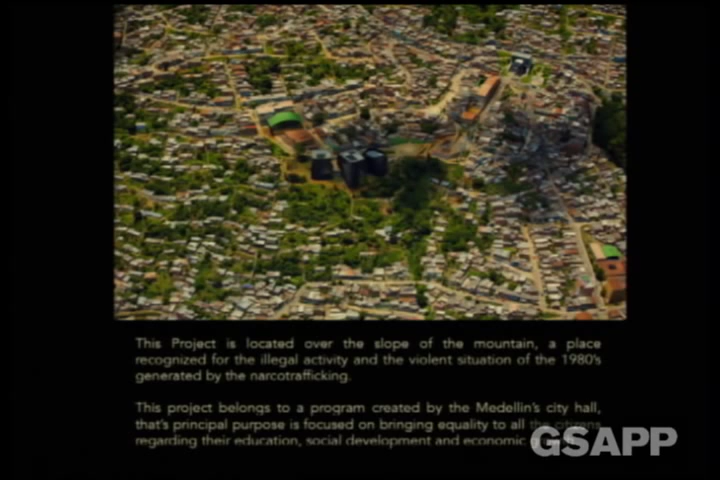 This Project is located over the slope of the mountain, a place
recognized for the illegal activity and the violent situation of the 1980's
generated by the narcotrafficking.
This project belongs to a program created by the Medellin's city hall,
that's principal purpose is focused on bringing equality to all the citizens
regarding their education, social development and economic
GSAPP